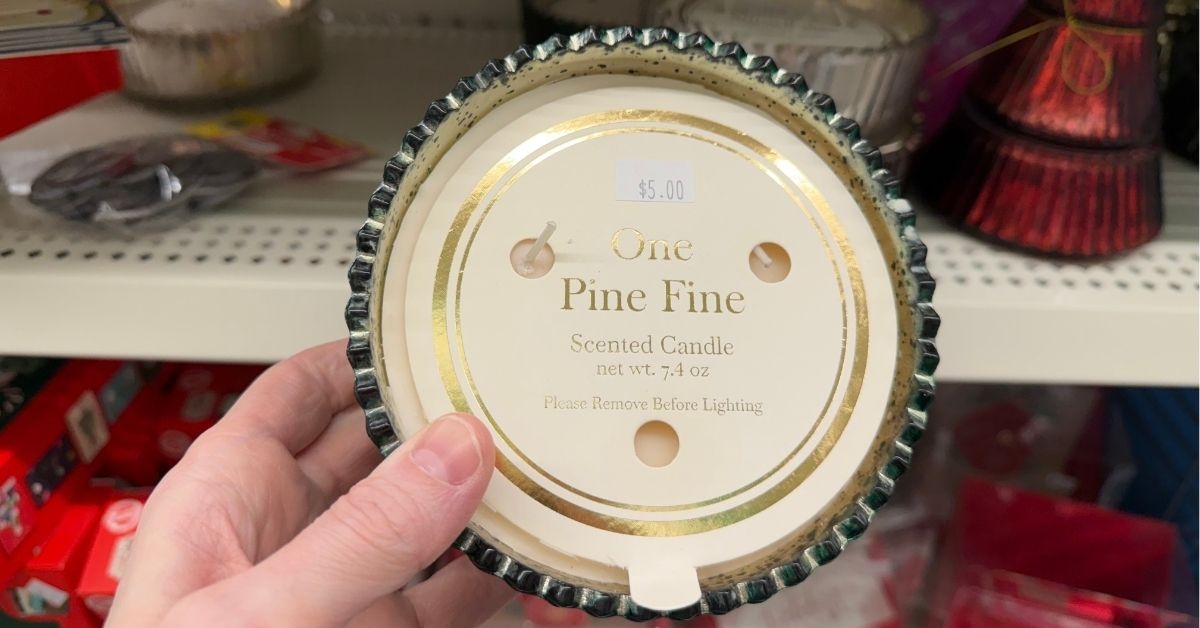 $5.00
One
Pine Fine
Scented Candle
net wt. 7.4 oz
Please Remove Before Lighting